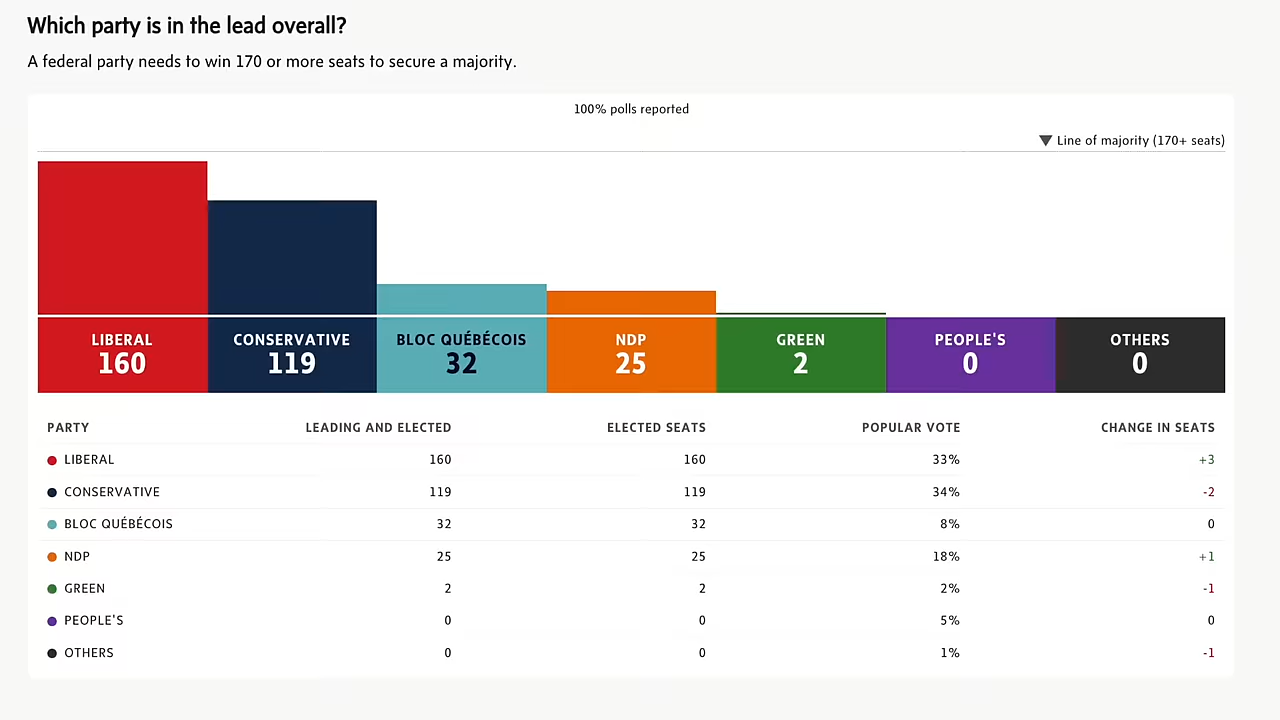 Which party is in the lead overall?
A federal party needs to win 170 or more seats to secure a majority.
100% polls reported
▼ Line of majority (170+ seats)
LIBERAL CONSERVATIVE BLOC QUÉBÉCOIS NDP GREEN PEOPLE'S OTHERS
160 119 32 25 2 0 0
PARTY LEADING AND ELECTED ELECTED SEATS POPULAR VOTE CHANGE IN SEATS
LIBERAL 160 160 33% +3
CONSERVATIVE 119 119 34% -2
BLOC QUÉBÉCOIS 32 32 8% 0
NDP 25 25 18% +1
GREEN 2 2 2% -1
PEOPLE'S 0 0 5% 0
OTHERS 0 0 1% -1